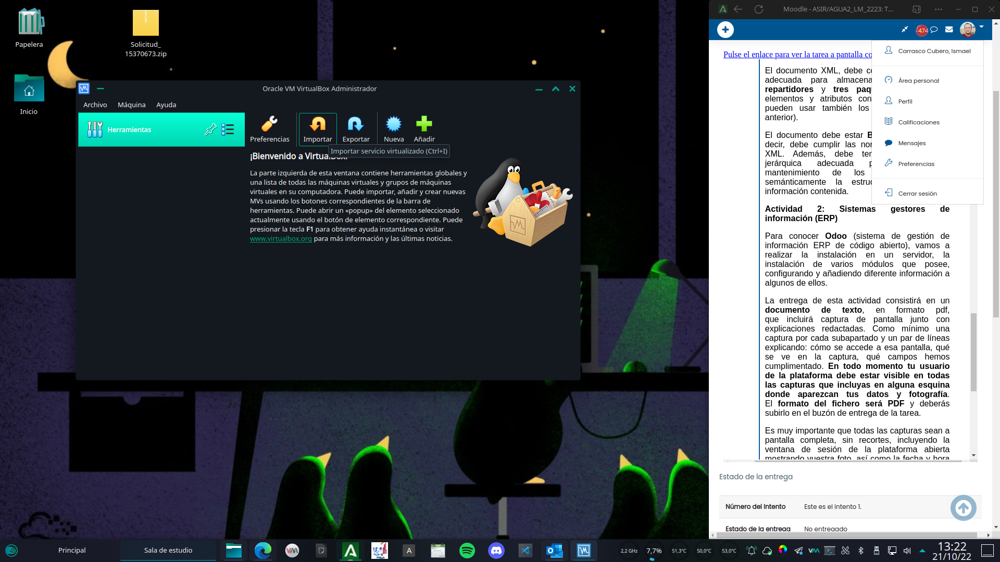 Papelera
Solicitud_
15370673.zip
Inicio
Oracle VM VirtualBox Administrador
Archivo Máquina Ayuda
Herramientas
Preferencias
Importar
Exportar
Nueva
Añadir
Importar servicio virtualizado (Ctrl+I)
¡Bienvenido a VirtualBox!
La parte izquierda de esta ventana contiene herramientas globales y
una lista de todas las máquinas virtuales y grupos de máquinas
virtuales en su computadora. Puede importar, añadir y crear nuevas
MVs usando los botones correspondientes de la barra de
herramientas. Puede abrir un «popup» del elemento seleccionado
actualmente usando el botón de elemento correspondiente. Puede
presionar la tecla F1 para obtener ayuda instantánea o visitar
www.virtualbox.org para más información y las últimas noticias.
Moodle - ASIR/AGUA2_LM_2223: T...
474
Carrasco Cubero, Ismael
Área personal
Perfil
Calificaciones
Mensajes
Preferencias
Cerrar sesión
Pulse el enlace para ver la tarea a pantalla co
El documento XML, debe co
adecuada para almacena
repartidores y tres paq
elementos y atributos con
pueden usar también los
anterior).
El documento debe estar B
decir, debe cumplir las nor
XML. Además, debe ten
jerárquica adecuada p
mantenimiento de los
semánticamente la estruc
información contenida.
Actividad 2: Sistemas gestores de
información (ERP)
Para conocer Odoo (sistema de gestión de
información ERP de código abierto), vamos a
realizar la instalación en un servidor, la
instalación de varios módulos que posee,
configurando y añadiendo diferente información a
algunos de ellos.
La entrega de esta actividad consistirá en un
documento de texto, en formato pdf,
que incluirá captura de pantalla junto con
explicaciones redactadas. Como mínimo una
captura por cada subapartado y un par de líneas
explicando: cómo se accede a esa pantalla, qué
se ve en la captura, qué campos hemos
cumplimentado. En todo momento tu usuario
de la plataforma debe estar visible en todas
las capturas que incluyas en alguna esquina
donde aparezcan tus datos y fotografía.
El formato del fichero será PDF y deberás
subirlo en el buzón de entrega de la tarea.
Es muy importante que todas las capturas sean a
pantalla completa, sin recortes, incluyendo la
ventana de sesión de la plataforma abierta
mostrando vuestra foto, así como la fecha y hora
Estado de la entrega
Número del intento Este es el intento 1.
Estado de la entrega No entregado
Principal
Sala de estudio
2,2 GHz
7,7%
51,3°C
50,0°C
53,0°C
13:22
21/10/22